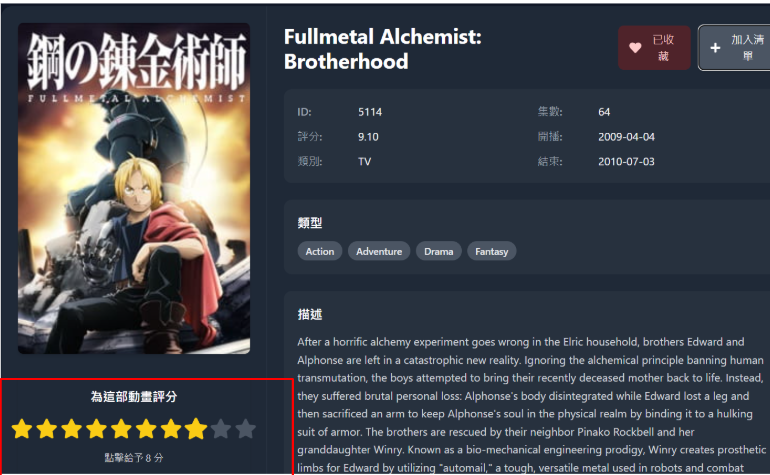 鋼の錬金術師
FULLMETAL ALCHEMIST
Fullmetal Alchemist:
Brotherhood
已收
藏
加入清
單
ID: 5114 集數: 64
評分: 9.10 開播: 2009-04-04
類別: TV 結束: 2010-07-03
類型
Action Adventure Drama Fantasy
描述
After a horrific alchemy experiment goes wrong in the Elric household, brothers Edward and
Alphonse are left in a catastrophic new reality. Ignoring the alchemical principle banning human
transmutation, the boys attempted to bring their recently deceased mother back to life. Instead,
they suffered brutal personal loss: Alphonse's body disintegrated while Edward lost a leg and
then sacrificed an arm to keep Alphonse's soul in the physical realm by binding it to a hulking
suit of armor. The brothers are rescued by their neighbor Pinako Rockbell and her
granddaughter Winry. Known as a bio-mechanical engineering prodigy, Winry creates prosthetic
limbs for Edward by utilizing "automail," a tough, versatile metal used in robots and combat
為這部動畫評分
點擊給予 8 分